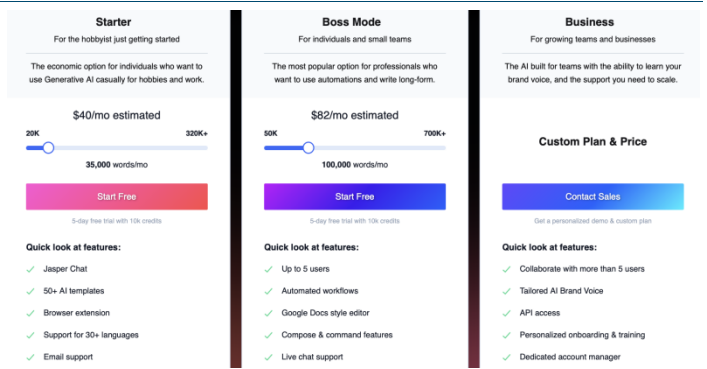 Starter
For the hobbyist just getting started
The economic option for individuals who want to
use Generative AI casually for hobbies and work.
$40/mo estimated
20K 320K+
35,000 words/mo
Start Free
5-day free trial with 10k credits
Quick look at features:
Jasper Chat
50+ AI templates
Browser extension
Support for 30+ languages
Email support
Boss Mode
For individuals and small teams
The most popular option for professionals who
want to use automations and write long-form.
$82/mo estimated
50K 700K+
100,000 words/mo
Start Free
5-day free trial with 10k credits
Quick look at features:
Up to 5 users
Automated workflows
Google Docs style editor
Compose & command features
Live chat support
Business
For growing teams and businesses
The AI built for teams with the ability to learn your
brand voice, and the support you need to scale.
Custom Plan & Price
Contact Sales
Get a personalized demo & custom plan
Quick look at features:
Collaborate with more than 5 users
Tailored AI Brand Voice
API access
Personalized onboarding & training
Dedicated account manager